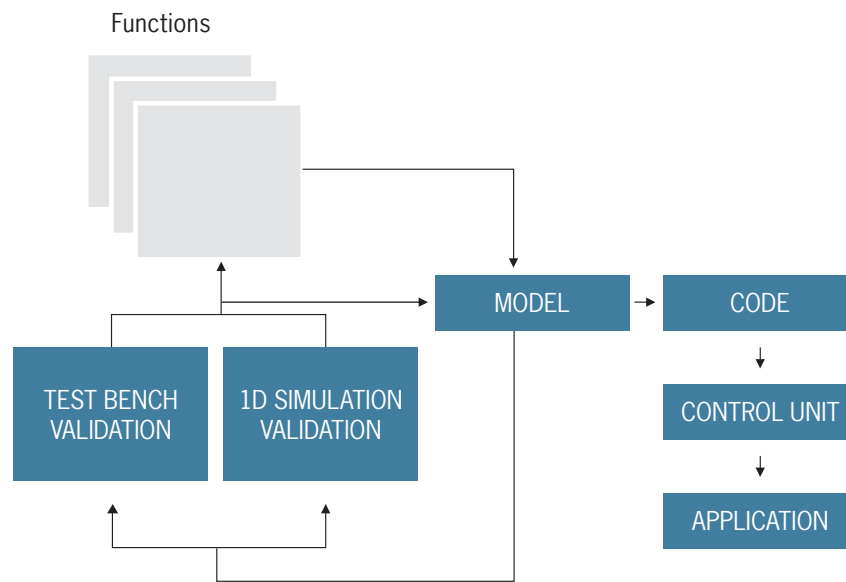 Functions
MODEL
CODE
TEST BENCH
VALIDATION
1D SIMULATION
VALIDATION
CONTROL UNIT
APPLICATION